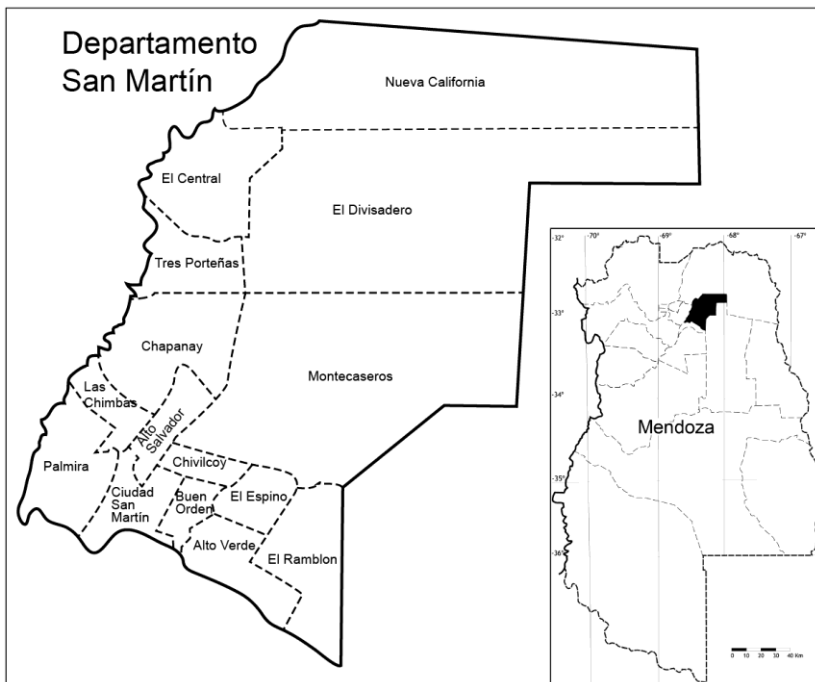 Departamento
San Martín
Nueva California
El Central
El Divisadero
Tres Porteñas
Chapanay
Montecaseros
Las
Chimbas
Alto
Salvador
Palmira
Chivilcoy
Ciudad
San
Martín
Buen
Orden
El Espino
Alto Verde
El Ramblon
-70°
-69°
-68°
-67°
-32°
-33°
-34°
-35°
-36°
Mendoza
0 10 20 30 40 Km